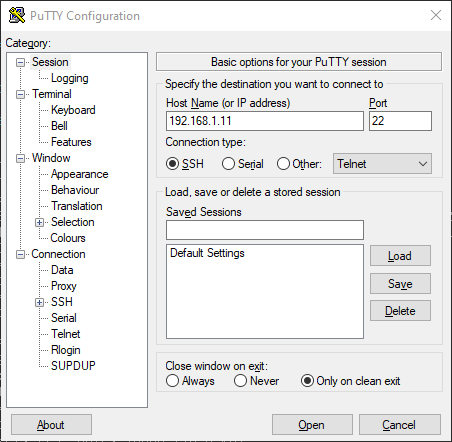 PuTTY Configuration
Category:
Session
Logging
Terminal
Keyboard
Bell
Features
Window
Appearance
Behaviour
Translation
Selection
Colours
Connection
Data
Proxy
SSH
Serial
Telnet
Rlogin
SUPDUP
Basic options for your PuTTY session
Specify the destination you want to connect to
Host Name (or IP address) Port
192.168.1.11 22
Connection type:
SSH Serial Other: Telnet
Load, save or delete a stored session
Saved Sessions
Default Settings
Load
Save
Delete
Close window on exit:
Always Never Only on clean exit
About Open Cancel